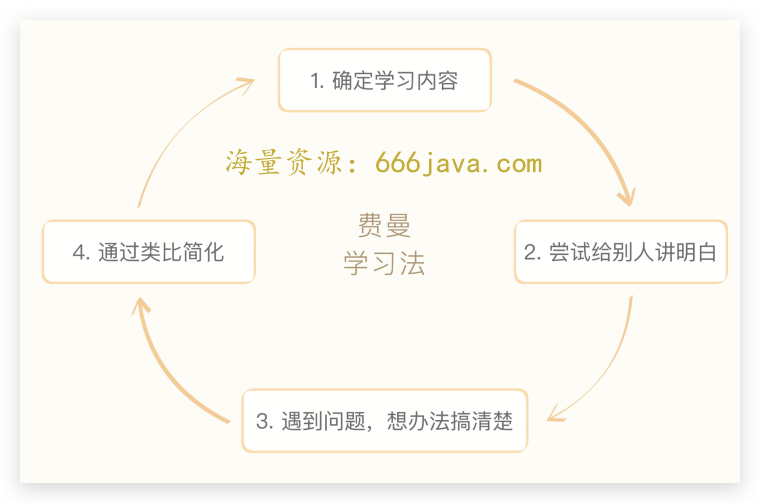 1. 确定学习内容
海量资源：666java.com
费曼
学习法
4. 通过类比简化
2. 尝试给别人讲明白
3. 遇到问题，想办法搞清楚